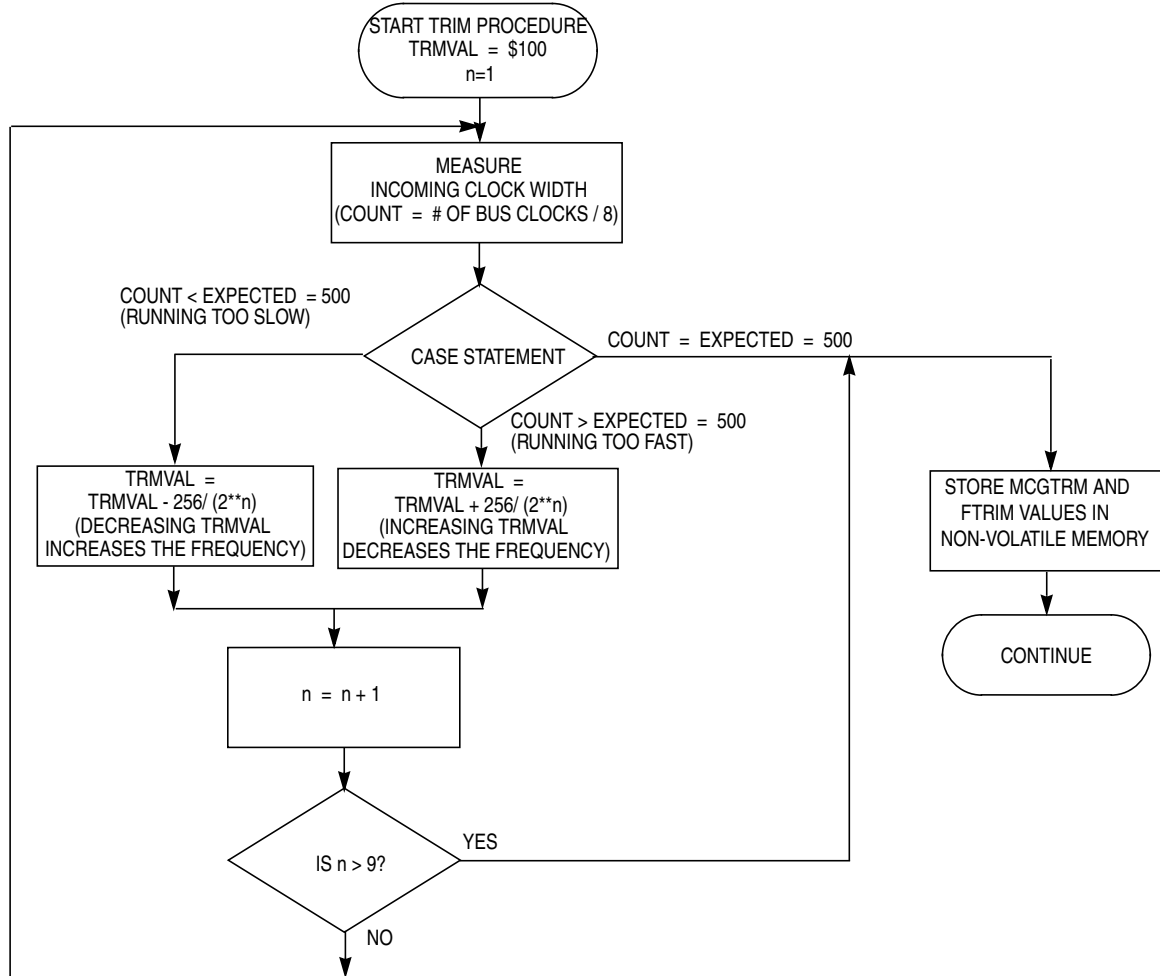 START TRIM PROCEDURE
TRMVAL = $100
n=1
MEASURE
INCOMING CLOCK WIDTH
(COUNT = # OF BUS CLOCKS / 8)
COUNT < EXPECTED = 500
(RUNNING TOO SLOW)
CASE STATEMENT
COUNT = EXPECTED = 500
COUNT > EXPECTED = 500
(RUNNING TOO FAST)
TRMVAL =
TRMVAL - 256/ (2**n)
(DECREASING TRMVAL
INCREASES THE FREQUENCY)
TRMVAL =
TRMVAL + 256/ (2**n)
(INCREASING TRMVAL
DECREASES THE FREQUENCY)
STORE MCGTRM AND
FTRIM VALUES IN
NON-VOLATILE MEMORY
CONTINUE
n = n + 1
IS n > 9?
YES
NO